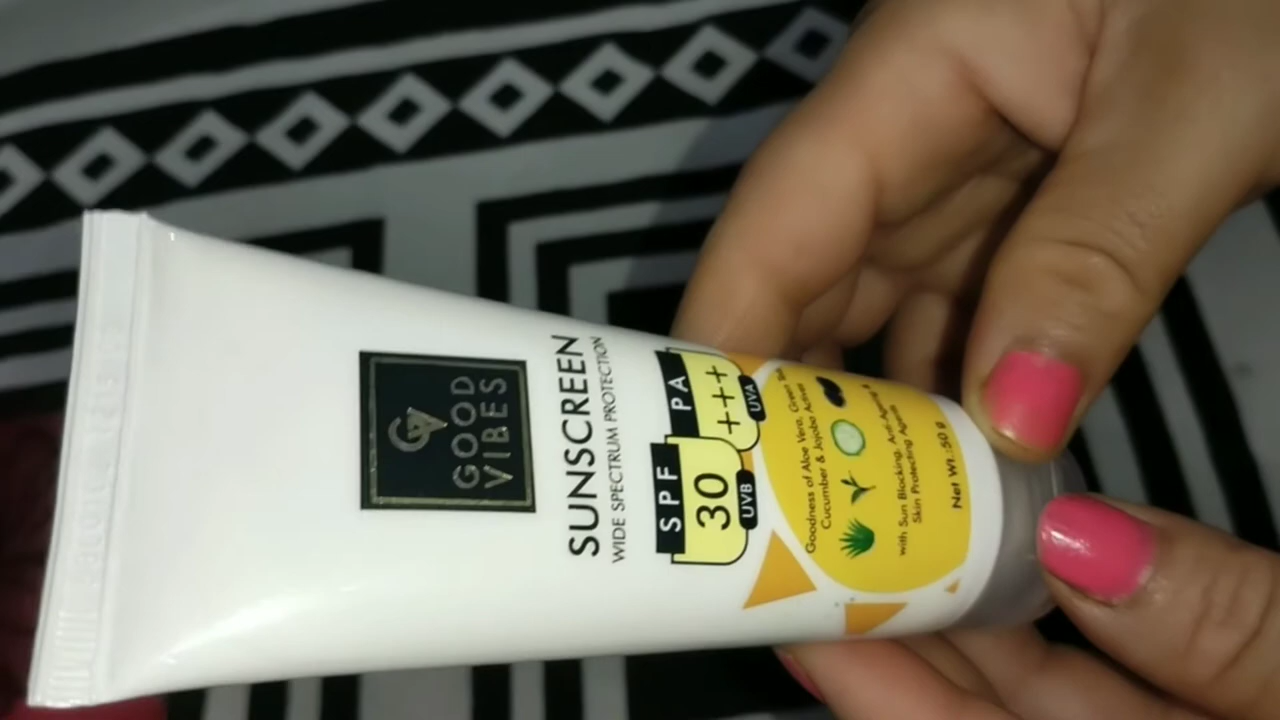 GOOD
VIBES
SUNSCREEN
WIDE SPECTRUM PROTECTION
SPF
30
UVB
PA
+++
UVA
Goodness of Aloe Vera, Green
Cucumber & Jojoba Actives
with Sun Blocking, Anti-Ageing &
Skin Protecting Agents
Net Wt.:50 g